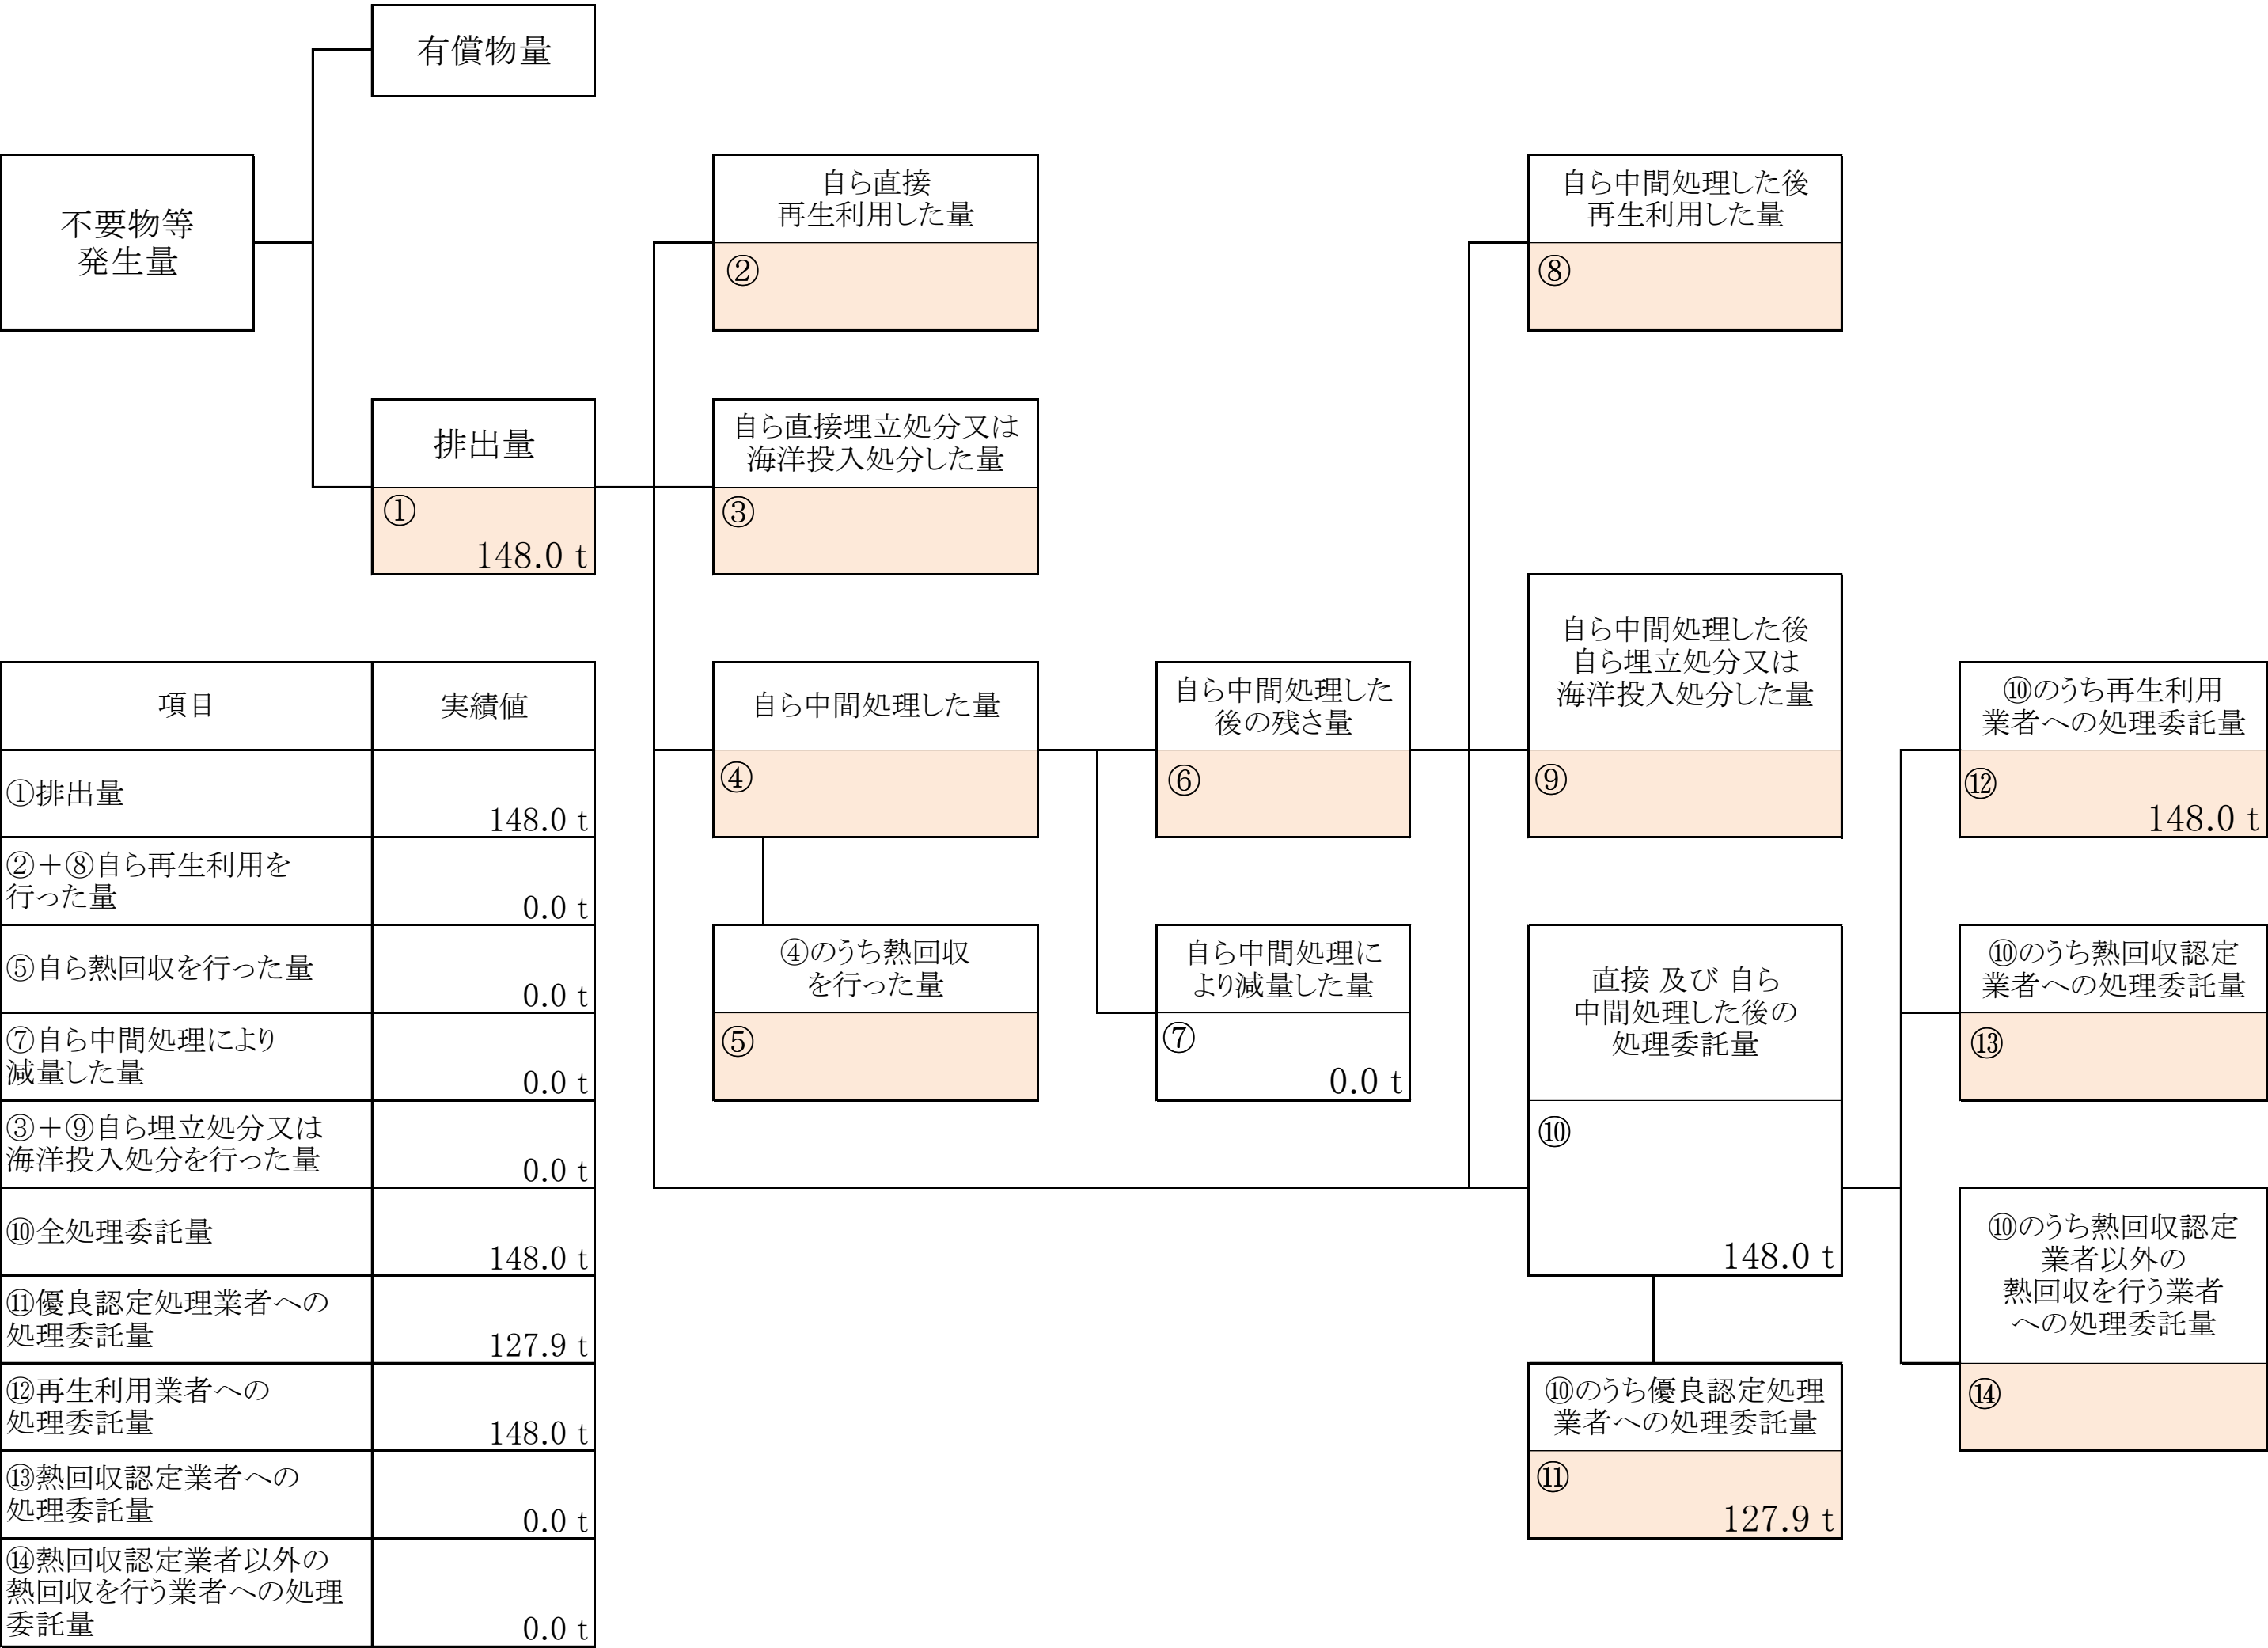 有償物量
不要物等
発生量
自ら直接
再生利用した量
②
自ら中間処理した後
再生利用した量
⑧
排出量
①
148.0 t
自ら直接埋立処分又は
海洋投入処分した量
③
自ら中間処理した量
④
自ら中間処理した
後の残さ量
⑥
自ら中間処理した後
自ら埋立処分又は
海洋投入処分した量
⑨
⑩のうち再生利用
業者への処理委託量
⑫
148.0 t
④のうち熱回収
を行った量
⑤
自ら中間処理に
より減量した量
⑦
0.0 t
直接 及び 自ら
中間処理した後の
処理委託量
⑩
148.0 t
⑩のうち熱回収認定
業者への処理委託量
⑬
⑩のうち熱回収認定
業者以外の
熱回収を行う業者
への処理委託量
⑭
⑩のうち優良認定処理
業者への処理委託量
⑪
127.9 t
項目 実績値
①排出量
148.0 t
②＋⑧自ら再生利用を
行った量
0.0 t
⑤自ら熱回収を行った量
0.0 t
⑦自ら中間処理により
減量した量
0.0 t
③＋⑨自ら埋立処分又は
海洋投入処分を行った量
0.0 t
⑩全処理委託量
148.0 t
⑪優良認定処理業者への
処理委託量
127.9 t
⑫再生利用業者への
処理委託量
148.0 t
⑬熱回収認定業者への
処理委託量
0.0 t
⑭熱回収認定業者以外の
熱回収を行う業者への処理
委託量
0.0 t